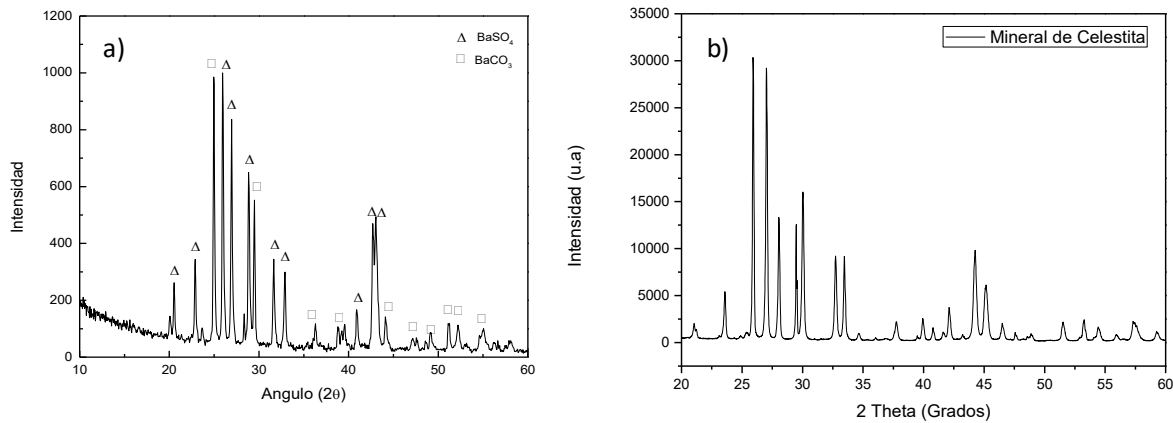 a)
Δ BaSO4
□ BaCO3
1200
1000
800
600
400
200
0
Intensidad
□ Δ
Δ
Δ
□
Δ Δ
Δ
Δ
Δ
Δ
Δ
□
□
□
□
□
□ □
□
10 20 30 40 50 60
Angulo (2θ)
b)
Mineral de Celestita
35000
30000
25000
20000
15000
10000
5000
0
Intensidad (u.a)
20 25 30 35 40 45 50 55 60
2 Theta (Grados)